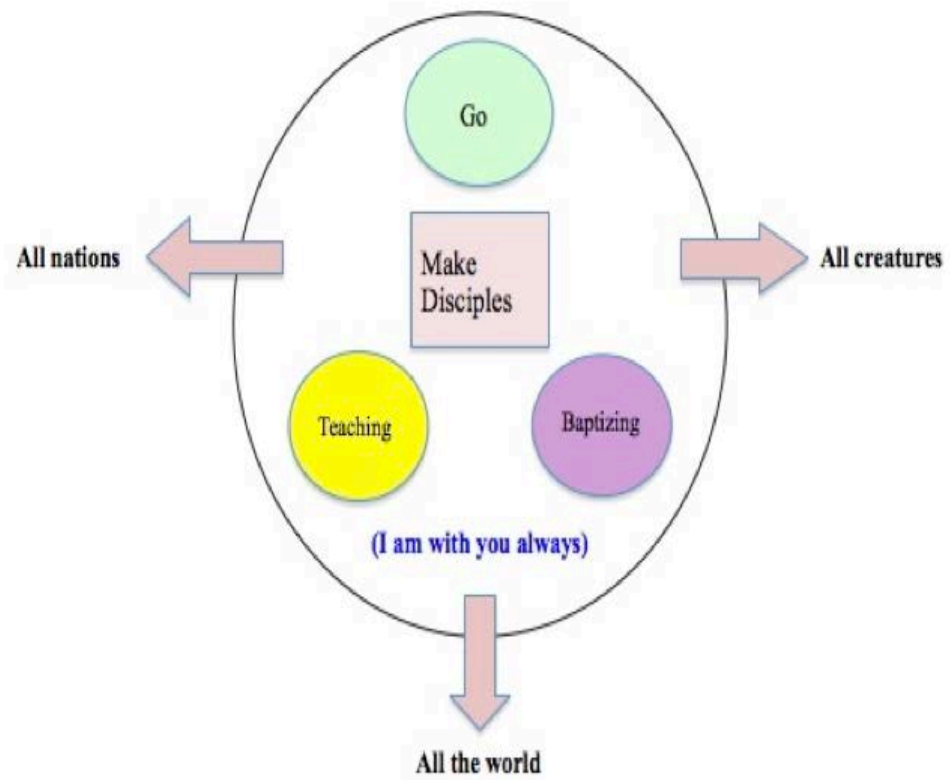 Go
All nations
Make
Disciples
All creatures
Teaching
Baptizing
(I am with you always)
All the world